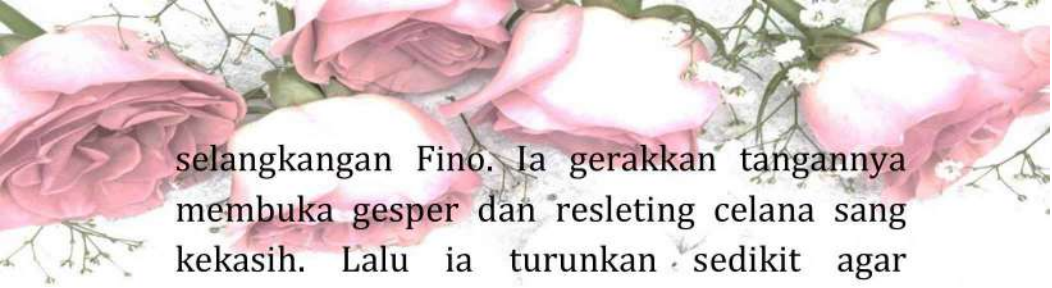 selangkangan Fino. Ia gerakkan tangannya
membuka gesper dan resleting celana sang
kekasih. Lalu ia turunkan sedikit agar